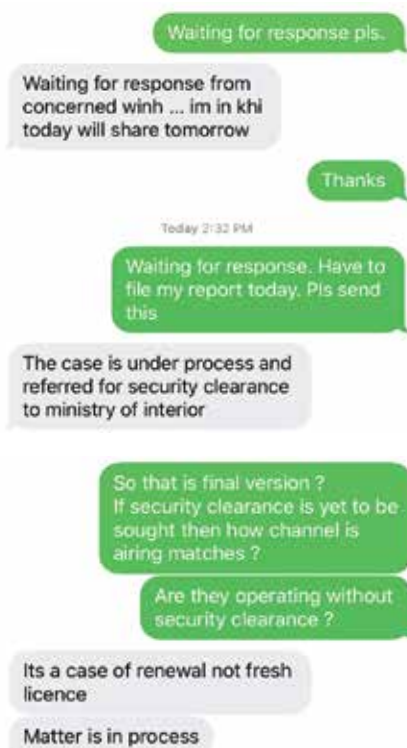 Waiting for response pls.
Waiting for response from
concerned winh ... im in khi
today will share tomorrow
Thanks
Today 2:32 PM
Waiting for response. Have to
file my report today. Pls send
this
The case is under process and
referred for security clearance
to ministry of interior
So that is final version ?
If security clearance is yet to be
sought then how channel is
airing matches ?
Are they operating without
security clearance ?
Its a case of renewal not fresh
licence
Matter is in process